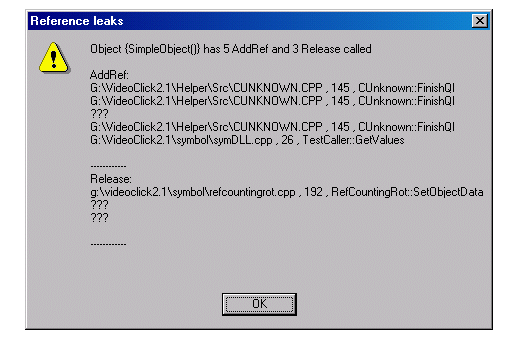 Reference leaks
Object {SimpleObject()} has 5 AddRef and 3 Release called
AddRef:
G:\VideoClick2.1\Helper\Src\CUNKNOWN.CPP , 145 , CUnknown::FinishQI
G:\VideoClick2.1\Helper\Src\CUNKNOWN.CPP , 145 , CUnknown::FinishQI
???
G:\VideoClick2.1\Helper\Src\CUNKNOWN.CPP , 145 , CUnknown::FinishQI
G:\VideoClick2.1\symbol\symDLL.cpp , 26 , TestCaller::GetValues
------------
Release:
g:\videoclick2.1\symbol\refcountingrot.cpp , 192 , RefCountingRot::SetObjectData
???
???
------------
OK